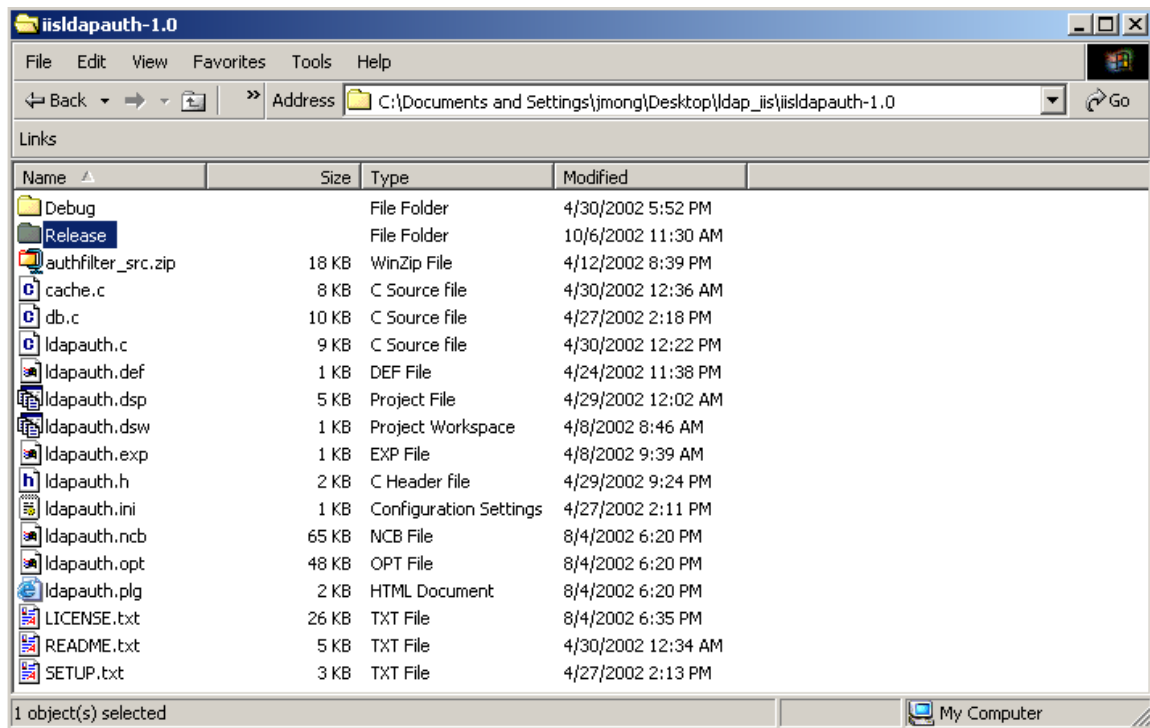 iisldapauth-1.0
File Edit View Favorites Tools Help
Back » Address C:\Documents and Settings\jmong\Desktop\ldap_iis\iisldapauth-1.0 Go
Links
Name Size Type Modified
Debug File Folder 4/30/2002 5:52 PM
Release File Folder 10/6/2002 11:30 AM
authfilter_src.zip 18 KB WinZip File 4/12/2002 8:39 PM
cache.c 8 KB C Source file 4/30/2002 12:36 AM
db.c 10 KB C Source file 4/27/2002 2:18 PM
ldapauth.c 9 KB C Source file 4/30/2002 12:22 PM
ldapauth.def 1 KB DEF File 4/24/2002 11:38 PM
ldapauth.dsp 5 KB Project File 4/29/2002 12:02 AM
ldapauth.dsw 1 KB Project Workspace 4/8/2002 8:46 AM
ldapauth.exp 1 KB EXP File 4/8/2002 9:39 AM
ldapauth.h 2 KB C Header file 4/29/2002 9:24 PM
ldapauth.ini 1 KB Configuration Settings 4/27/2002 2:11 PM
ldapauth.ncb 65 KB NCB File 8/4/2002 6:20 PM
ldapauth.opt 48 KB OPT File 8/4/2002 6:20 PM
ldapauth.plg 2 KB HTML Document 8/4/2002 6:20 PM
LICENSE.txt 26 KB TXT File 8/4/2002 6:35 PM
README.txt 5 KB TXT File 4/30/2002 12:34 AM
SETUP.txt 3 KB TXT File 4/27/2002 2:13 PM
1 object(s) selected My Computer